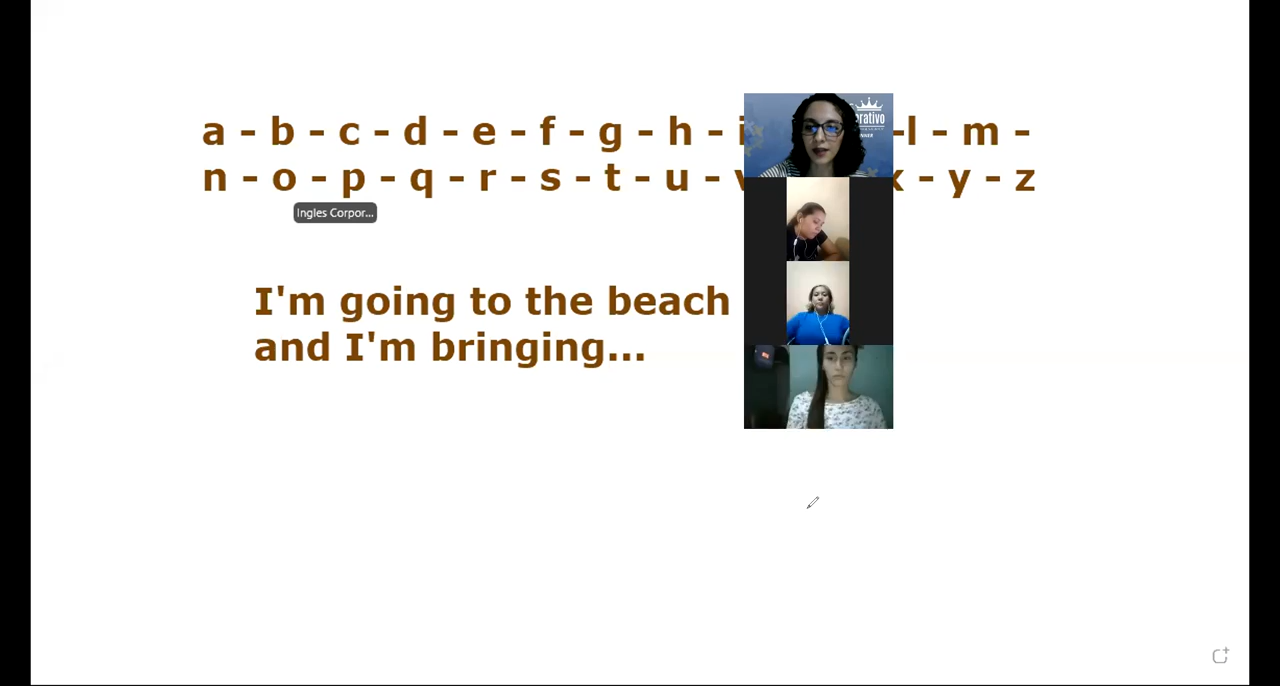 a - b - c - d - e - f - g - h - i -l - m -
n - o - p - q - r - s - t - u - x - y - z
Ingles Corpor...
I'm going to the beach
and I'm bringing...